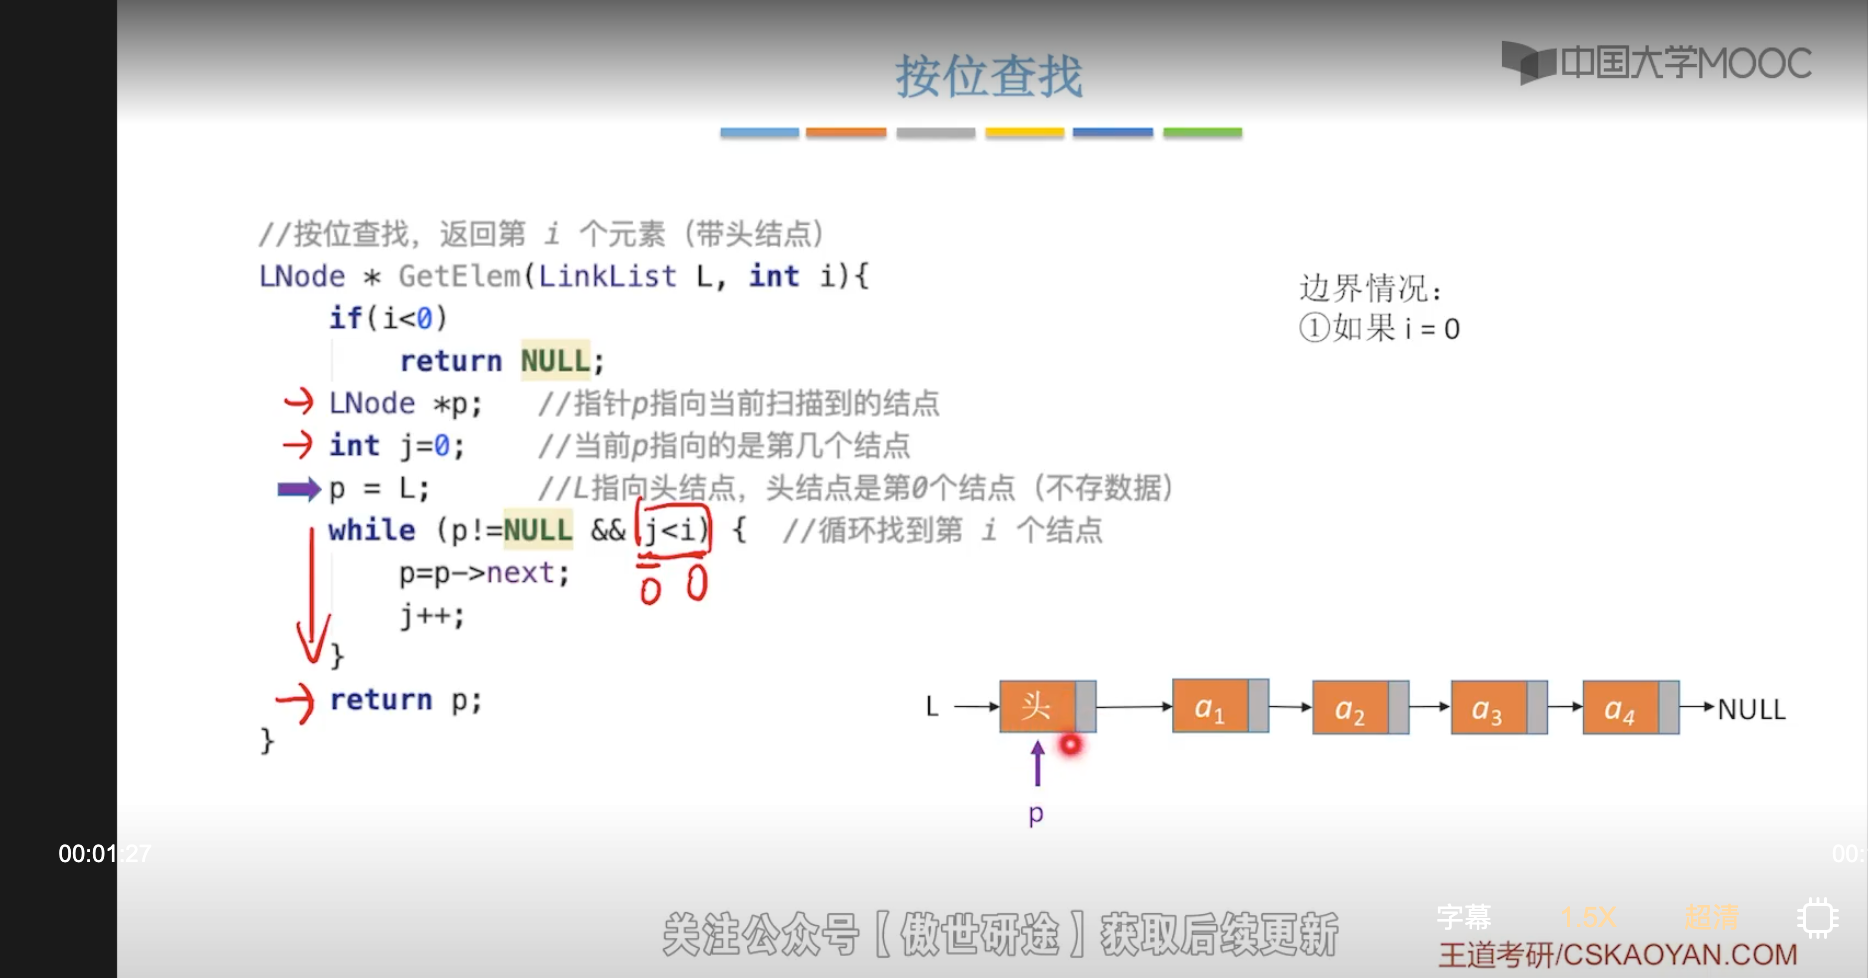 中国大学MOOC
按位查找
//按位查找，返回第 i 个元素（带头结点）
LNode * GetElem(LinkList L, int i){
if(i<0)
return NULL;
LNode *p; //指针p指向当前扫描到的结点
int j=0; //当前p指向的是第几个结点
p = L; //L指向头结点，头结点是第0个结点（不存数据）
while (p!=NULL && j<i) { //循环找到第 i 个结点
p=p->next;
0 0
j++;
}
return p;
}
边界情况：
①如果 i = 0
L 头 a1 a2 a3 a4 NULL
p
00:01:27
00:
字幕 1.5X 超清
关注公众号【傲世研途】获取后续更新
王道考研/CSKAOYAN.COM